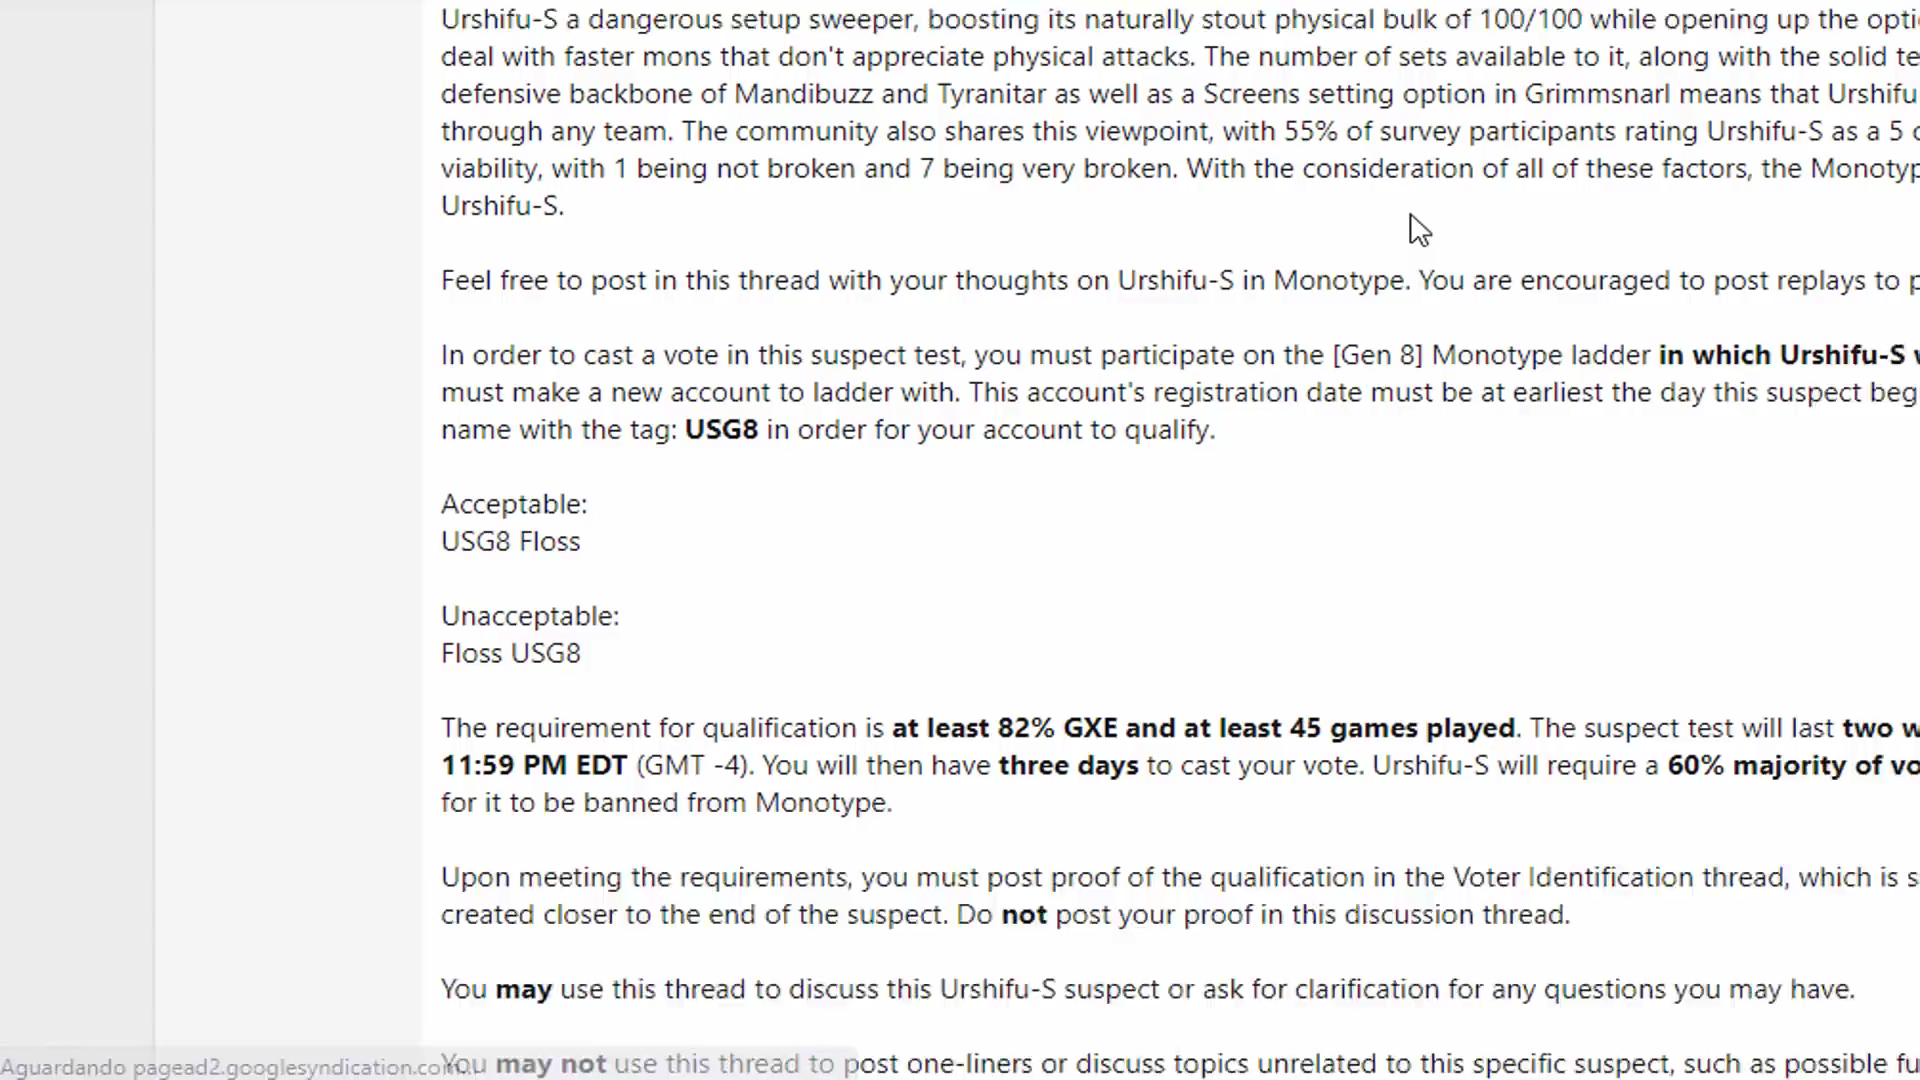 Urshifu-S a dangerous setup sweeper, boosting its naturally stout physical bulk of 100/100 while opening up the
deal with faster mons that don't appreciate physical attacks. The number of sets available to it, along with the solid
defensive backbone of Mandibuzz and Tyranitar as well as a Screens setting option in Grimmsnarl means that
through any team. The community also shares this viewpoint, with 55% of survey participants rating Urshifu-S as a 5
viability, with 1 being not broken and 7 being very broken. With the consideration of all of these factors, the
Urshifu-S.
Feel free to post in this thread with your thoughts on Urshifu-S in Monotype. You are encouraged to post replays to
In order to cast a vote in this suspect test, you must participate on the [Gen 8] Monotype ladder in which Urshifu-S
must make a new account to ladder with. This account's registration date must be at earliest the day this suspect
name with the tag: USG8 in order for your account to qualify.
Acceptable:
USG8 Floss
Unacceptable:
Floss USG8
The requirement for qualification is at least 82% GXE and at least 45 games played. The suspect test will last two
11:59 PM EDT (GMT -4). You will then have three days to cast your vote. Urshifu-S will require a 60% majority of
for it to be banned from Monotype.
Upon meeting the requirements, you must post proof of the qualification in the Voter Identification thread, which is
created closer to the end of the suspect. Do not post your proof in this discussion thread.
You may use this thread to discuss this Urshifu-S suspect or ask for clarification for any questions you may have.
You may not use this thread to post one-liners or discuss topics unrelated to this specific suspect, such as possible
Aguardando pagead2.googlesyndication.com...